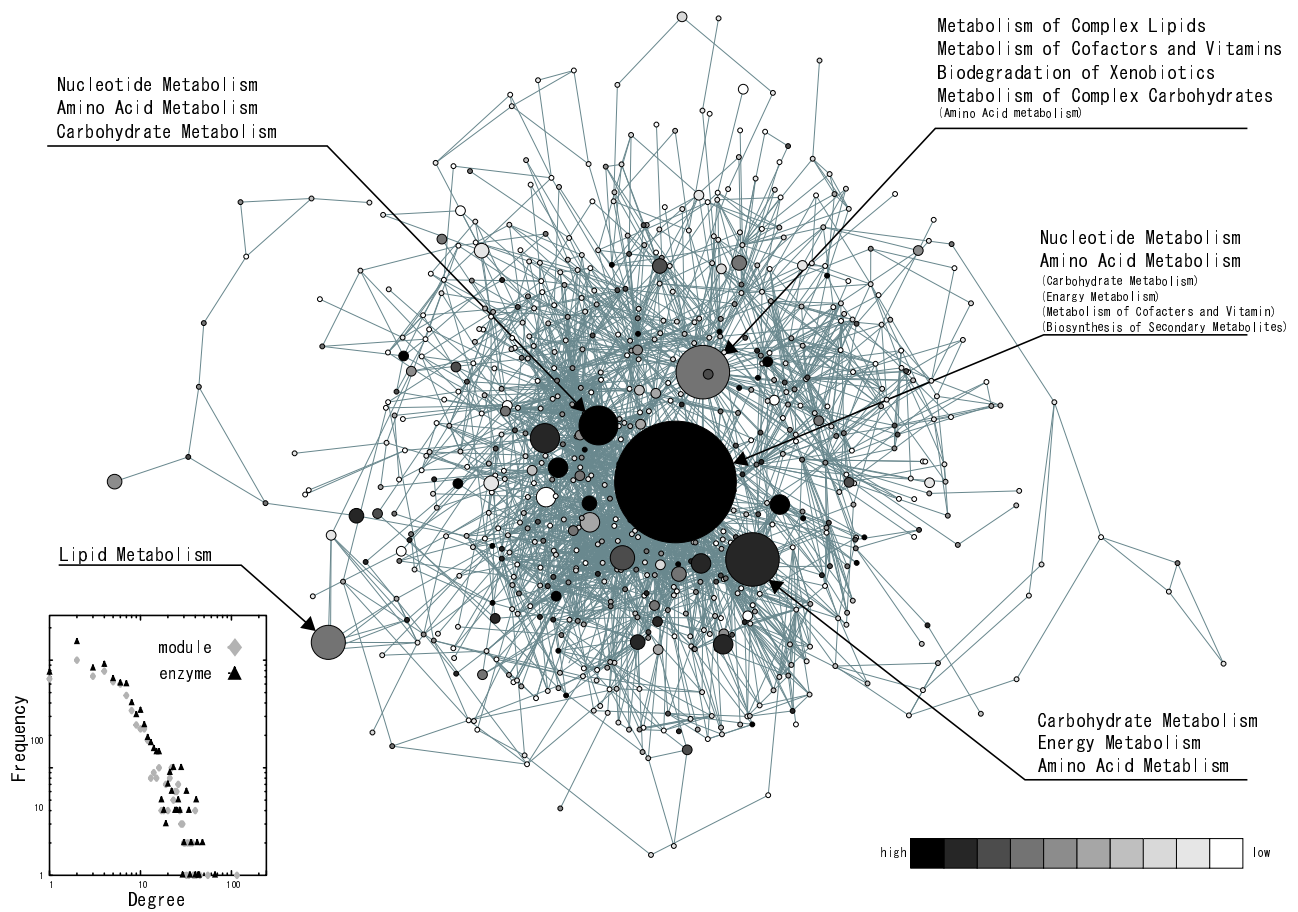 Metabolism of Complex Lipids
Metabolism of Cofactors and Vitamins
Biodegradation of Xenobiotics
Metabolism of Complex Carbohydrates
(Amino Acid metabolism)
Nucleotide Metabolism
Amino Acid Metabolism
Carbohydrate Metabolism
Nucleotide Metabolism
Amino Acid Metabolism
(Carbohydrate Metabolism)
(Enargy Metabolism)
(Metabolism of Cofacters and Vitamin)
(Biosynthesis of Secondary Metabolites)
Lipid Metabolism
module
enzyme
Frequency
100
10
1
1 10 100
Degree
Carbohydrate Metabolism
Energy Metabolism
Amino Acid Metablism
high
low